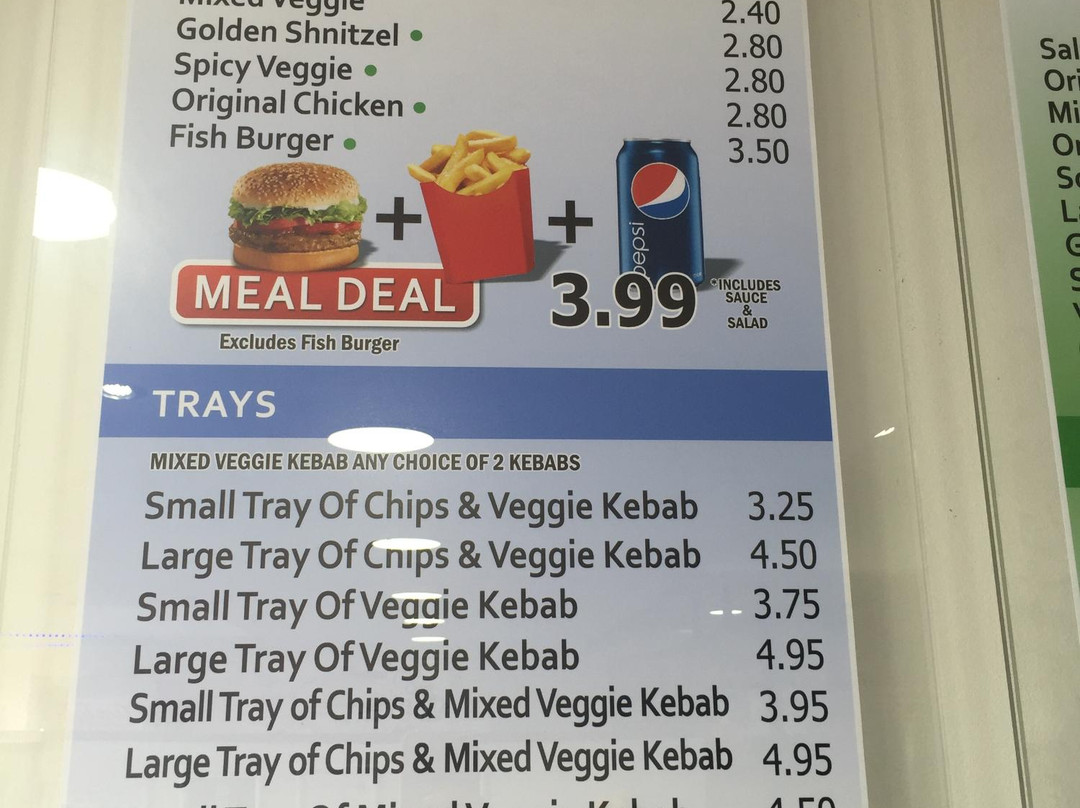 Mixed Veggie 2.40
Golden Shnitzel • 2.80
Spicy Veggie • 2.80
Original Chicken • 2.80
Fish Burger • 3.50
+ +
pepsi
MEAL DEAL 3.99
*INCLUDES
SAUCE
&
SALAD
Excludes Fish Burger
TRAYS
MIXED VEGGIE KEBAB ANY CHOICE OF 2 KEBABS
Small Tray Of Chips & Veggie Kebab 3.25
Large Tray Of Chips & Veggie Kebab 4.50
Small Tray Of Veggie Kebab 3.75
Large Tray Of Veggie Kebab 4.95
Small Tray of Chips & Mixed Veggie Kebab 3.95
Large Tray of Chips & Mixed Veggie Kebab 4.95